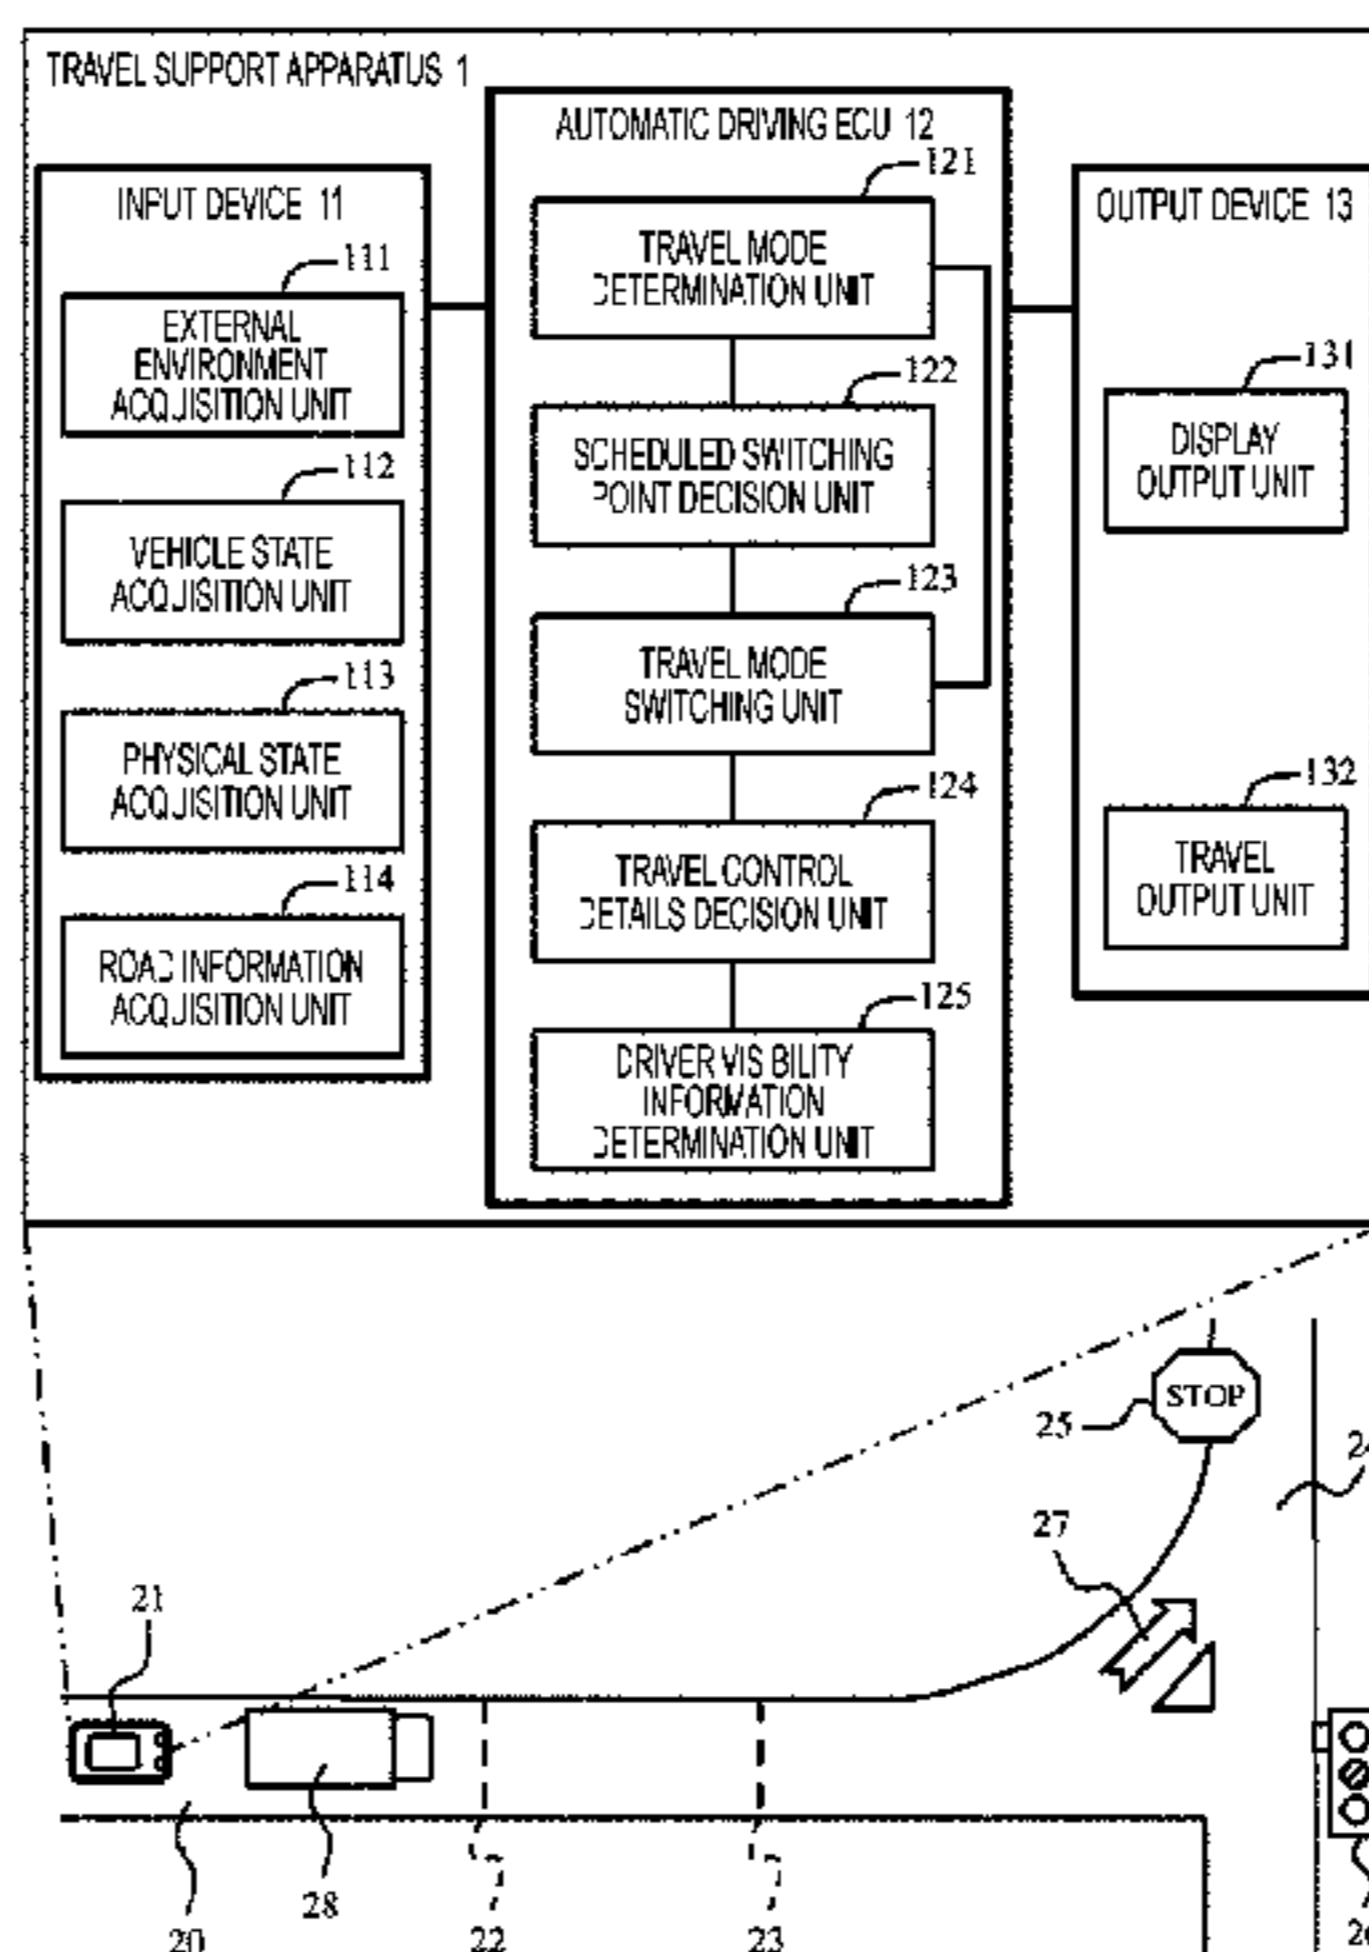 TRAVEL SUPPORT APPARATUS 1
AUTOMATIC DRIVING ECU 12
INPUT DEVICE 11
OUTPUT DEVICE 13
111
EXTERNAL
ENVIRONMENT
ACQUISITION UNIT
112
VEHICLE STATE
ACQUISITION UNIT
113
PHYSICAL STATE
ACQUISITION UNIT
114
ROAD INFORMATION
ACQUISITION UNIT
121
TRAVEL MODE
DETERMINATION UNIT
122
SCHEDULED SWITCHING
POINT DECISION UNIT
123
TRAVEL MODE
SWITCHING UNIT
124
TRAVEL CONTROL
DETAILS DECISION UNIT
125
DRIVER VISIBILITY
INFORMATION
DETERMINATION UNIT
131
DISPLAY
OUTPUT UNIT
132
TRAVEL
OUTPUT UNIT
STOP
25
27
21
28
20
22
23